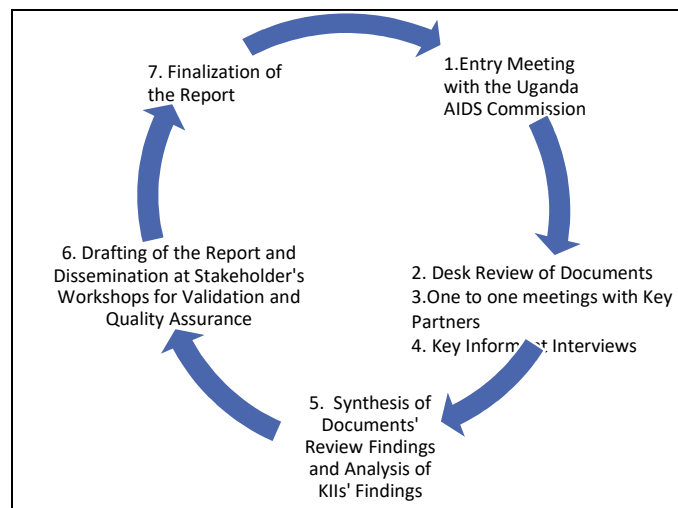 1.Entry Meeting
with the Uganda
AIDS Commission
2. Desk Review of Documents
3.One to one meetings with Key
Partners
4. Key Informant Interviews
5. Synthesis of
Documents'
Review Findings
and Analysis of
KIIs' Findings
6. Drafting of the Report and
Dissemination at Stakeholder's
Workshops for Validation and
Quality Assurance
7. Finalization of
the Report